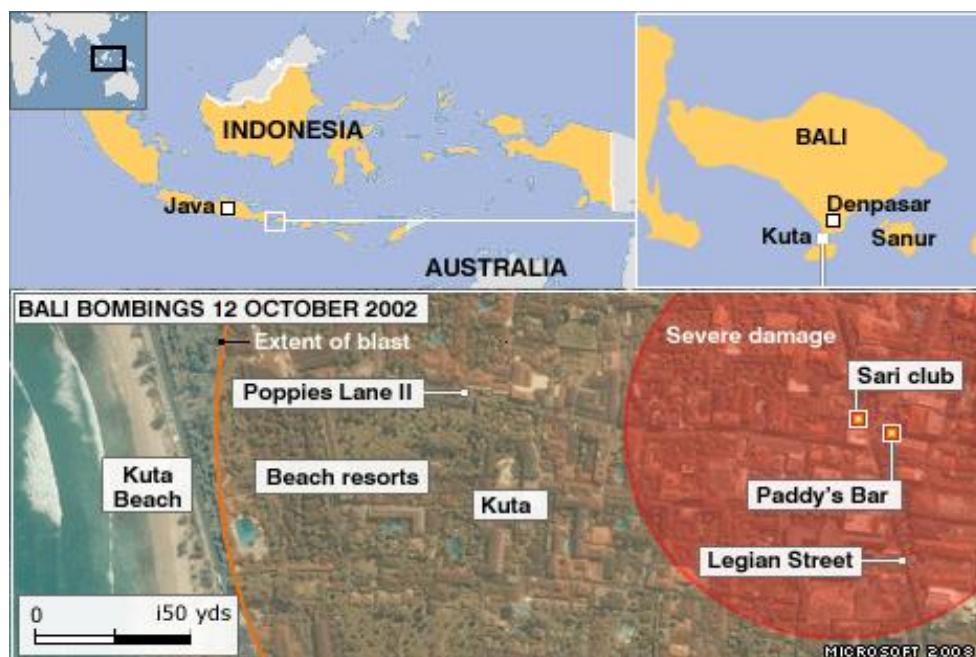 INDONESIA
Java
AUSTRALIA
BALI
Denpasar
Kuta
Sanur
BALI BOMBINGS 12 OCTOBER 2002
Extent of blast
Severe damage
Sari club
Poppies Lane II
Kuta
Beach
Beach resorts
Kuta
Paddy's Bar
Legian Street
0 i50 yds
MICROSOFT 2008